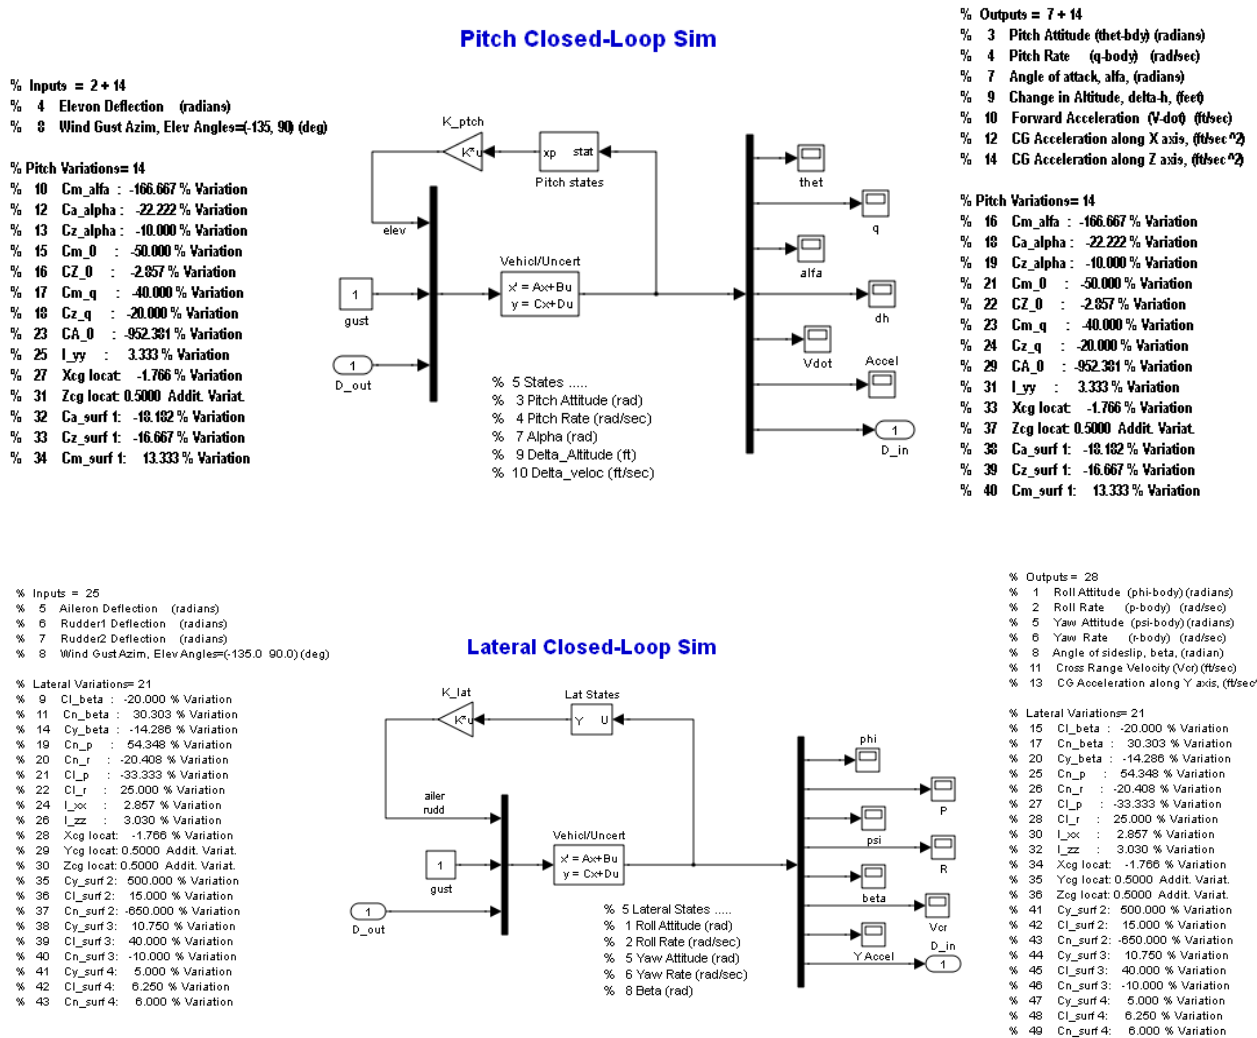 Pitch Closed-Loop Sim
% Inputs = 2 + 14
% 4 Elevon Deflection (radians)
% 8 Wind Gust Azim, Elev Angles=(-135, 90) (deg)
% Pitch Variations= 14
% 10 Cm_alfa : -166.667 % Variation
% 12 Ca_alpha : -22.222 % Variation
% 13 Cz_alpha : -10.000 % Variation
% 15 Cm_0 : -50.000 % Variation
% 16 CZ_0 : -2.857 % Variation
% 17 Cm_q : -40.000 % Variation
% 18 Cz_q : -20.000 % Variation
% 23 CA_0 : -952.381 % Variation
% 25 I_yy : 3.333 % Variation
% 27 Xcg locat: -1.766 % Variation
% 31 Zcg locat: 0.5000 Addit. Variat.
% 32 Ca_surf 1: -18.182 % Variation
% 33 Cz_surf 1: -16.667 % Variation
% 34 Cm_surf 1: 13.333 % Variation
K_ptch
K*u
xp
stat
Pitch states
elev
Vehicl/Uncert
x' = Ax+Bu
y = Cx+Du
1
gust
1
D_out
% 5 States .....
% 3 Pitch Attitude (rad)
% 4 Pitch Rate (rad/sec)
% 7 Alpha (rad)
% 9 Delta_Altitude (ft)
% 10 Delta_veloc (ft/sec)
thet
q
alfa
dh
Vdot
Accel
1
D_in
% Outputs = 7 + 14
% 3 Pitch Attitude (thet-bdy) (radians)
% 4 Pitch Rate (q-body) (rad/sec)
% 7 Angle of attack, alfa, (radians)
% 9 Change in Altitude, delta-h, (feet)
% 10 Forward Acceleration (V-dot) (ft/sec)
% 12 CG Acceleration along X axis, (ft/sec^2)
% 14 CG Acceleration along Z axis, (ft/sec^2)
% Pitch Variations= 14
% 16 Cm_alfa : -166.667 % Variation
% 18 Ca_alpha : -22.222 % Variation
% 19 Cz_alpha : -10.000 % Variation
% 21 Cm_0 : -50.000 % Variation
% 22 CZ_0 : -2.857 % Variation
% 23 Cm_q : -40.000 % Variation
% 24 Cz_q : -20.000 % Variation
% 29 CA_0 : -952.381 % Variation
% 31 I_yy : 3.333 % Variation
% 33 Xcg locat: -1.766 % Variation
% 37 Zcg locat: 0.5000 Addit. Variat.
% 38 Ca_surf 1: -18.182 % Variation
% 39 Cz_surf 1: -16.667 % Variation
% 40 Cm_surf 1: 13.333 % Variation
Lateral Closed-Loop Sim
% Inputs = 25
% 5 Aileron Deflection (radians)
% 6 Rudder1 Deflection (radians)
% 7 Rudder2 Deflection (radians)
% 8 Wind Gust Azim, Elev Angles=(-135.0 90.0) (deg)
% Lateral Variations= 21
% 9 Cl_beta : -20.000 % Variation
% 11 Cn_beta : 30.303 % Variation
% 14 Cy_beta : -14.286 % Variation
% 19 Cn_p : 54.348 % Variation
% 20 Cn_r : -20.408 % Variation
% 21 Cl_p : -33.333 % Variation
% 22 Cl_r : 25.000 % Variation
% 24 I_xx : 2.857 % Variation
% 26 I_zz : 3.030 % Variation
% 28 Xcg locat: -1.766 % Variation
% 29 Ycg locat: 0.5000 Addit. Variat.
% 30 Zcg locat: 0.5000 Addit. Variat.
% 35 Cy_surf 2: 500.000 % Variation
% 36 Cl_surf 2: 15.000 % Variation
% 37 Cn_surf 2: -650.000 % Variation
% 38 Cy_surf 3: 10.750 % Variation
% 39 Cl_surf 3: 40.000 % Variation
% 40 Cn_surf 3: -10.000 % Variation
% 41 Cy_surf 4: 5.000 % Variation
% 42 Cl_surf 4: 6.250 % Variation
% 43 Cn_surf 4: 6.000 % Variation
K_lat
K*u
Lat States
Y
U
ailer
rudd
Vehicl/Uncert
x' = Ax+Bu
y = Cx+Du
1
gust
1
D_out
% 5 Lateral States .....
% 1 Roll Attitude (rad)
% 2 Roll Rate (rad/sec)
% 5 Yaw Attitude (rad)
% 6 Yaw Rate (rad/sec)
% 8 Beta (rad)
phi
P
psi
R
beta
Vcr
Y Accel
D_in
1
% Outputs = 28
% 1 Roll Attitude (phi-body) (radians)
% 2 Roll Rate (p-body) (rad/sec)
% 5 Yaw Attitude (psi-body) (radians)
% 6 Yaw Rate (r-body) (rad/sec)
% 8 Angle of sideslip, beta, (radian)
% 11 Cross Range Velocity (Vcr) (ft/sec)
% 13 CG Acceleration along Y axis, (ft/sec^
% Lateral Variations= 21
% 15 Cl_beta : -20.000 % Variation
% 17 Cn_beta : 30.303 % Variation
% 20 Cy_beta : -14.286 % Variation
% 25 Cn_p : 54.348 % Variation
% 26 Cn_r : -20.408 % Variation
% 27 Cl_p : -33.333 % Variation
% 28 Cl_r : 25.000 % Variation
% 30 I_xx : 2.857 % Variation
% 32 I_zz : 3.030 % Variation
% 34 Xcg locat: -1.766 % Variation
% 35 Ycg locat: 0.5000 Addit. Variat.
% 36 Zcg locat: 0.5000 Addit. Variat.
% 41 Cy_surf 2: 500.000 % Variation
% 42 Cl_surf 2: 15.000 % Variation
% 43 Cn_surf 2: -650.000 % Variation
% 44 Cy_surf 3: 10.750 % Variation
% 45 Cl_surf 3: 40.000 % Variation
% 46 Cn_surf 3: -10.000 % Variation
% 47 Cy_surf 4: 5.000 % Variation
% 48 Cl_surf 4: 6.250 % Variation
% 49 Cn_surf 4: 6.000 % Variation